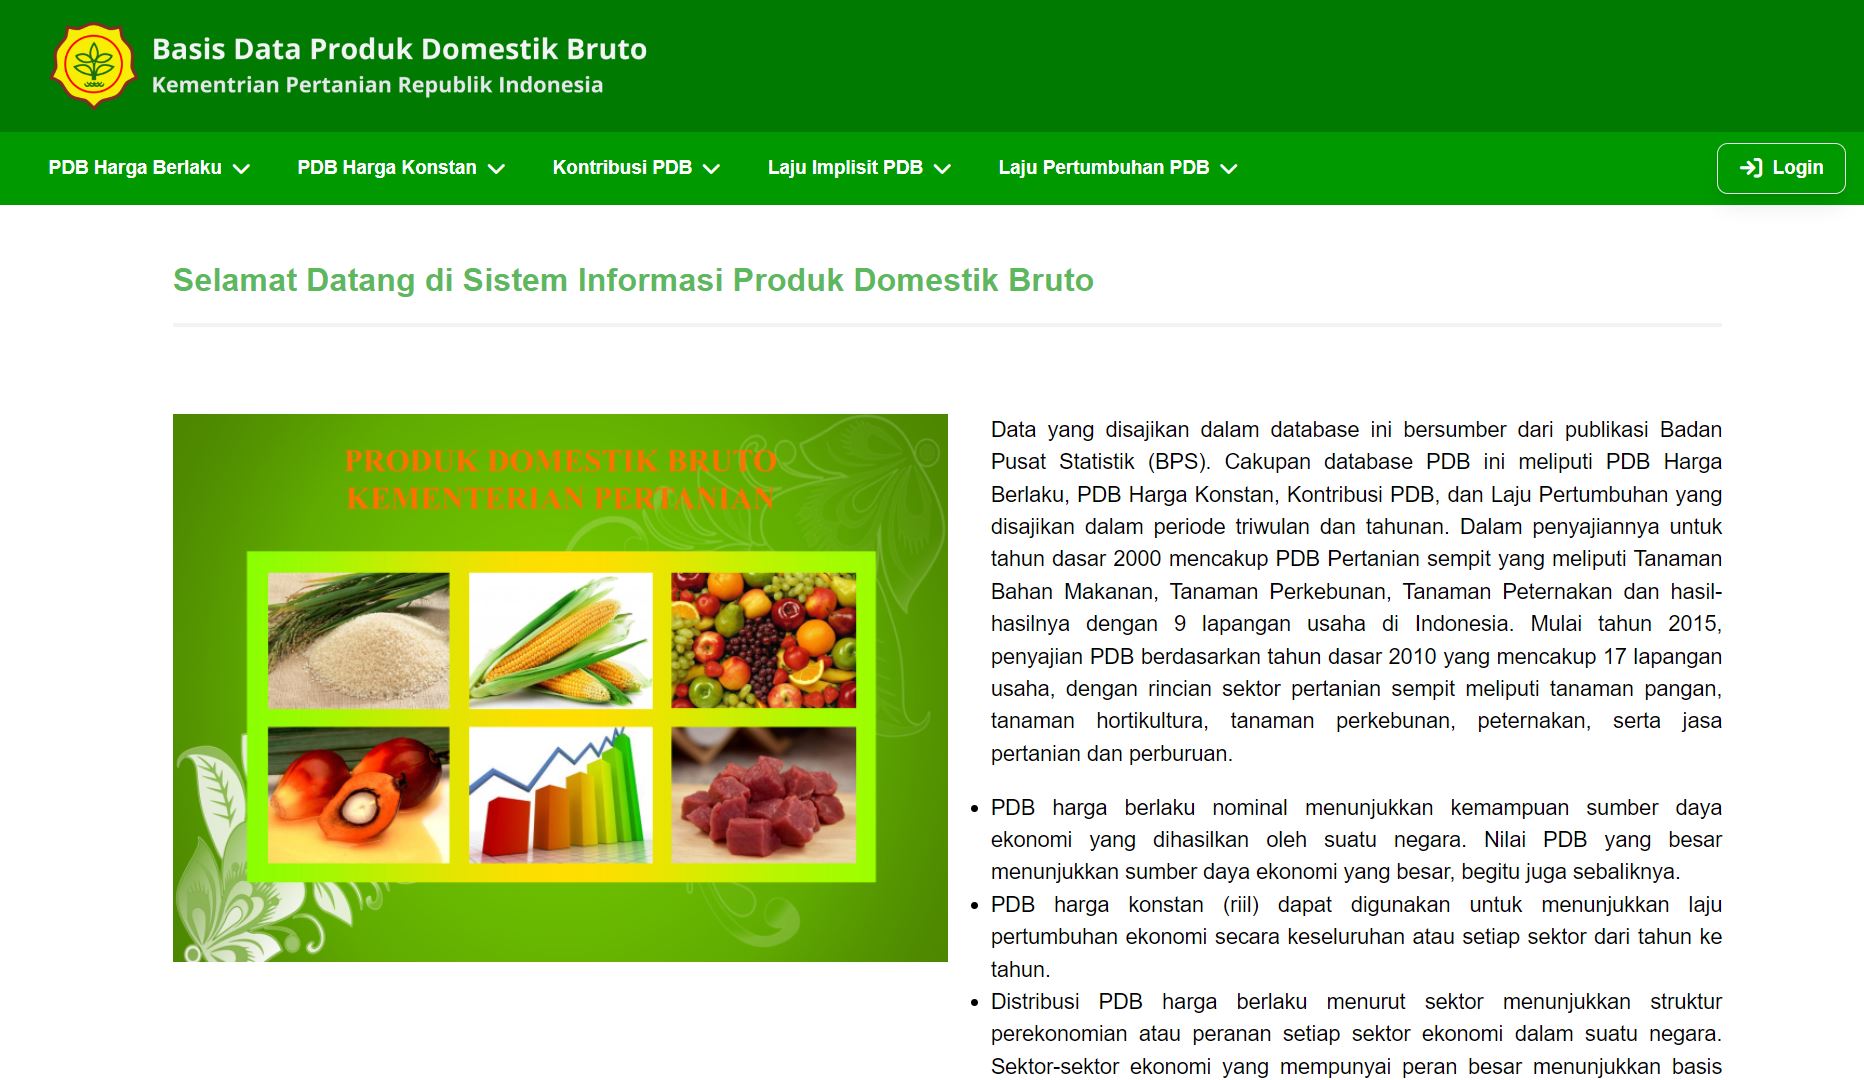 Basis Data Produk Domestik Bruto
Kementrian Pertanian Republik Indonesia
PDB Harga Berlaku
PDB Harga Konstan
Kontribusi PDB
Laju Implisit PDB
Laju Pertumbuhan PDB
Login
Selamat Datang di Sistem Informasi Produk Domestik Bruto
PRODUK DOMESTIK BRUTO
KEMENTERIAN PERTANIAN
Data yang disajikan dalam database ini bersumber dari publikasi Badan
Pusat Statistik (BPS). Cakupan database PDB ini meliputi PDB Harga
Berlaku, PDB Harga Konstan, Kontribusi PDB, dan Laju Pertumbuhan yang
disajikan dalam periode triwulan dan tahunan. Dalam penyajiannya untuk
tahun dasar 2000 mencakup PDB Pertanian sempit yang meliputi Tanaman
Bahan Makanan, Tanaman Perkebunan, Tanaman Peternakan dan hasil-
hasilnya dengan 9 lapangan usaha di Indonesia. Mulai tahun 2015,
penyajian PDB berdasarkan tahun dasar 2010 yang mencakup 17 lapangan
usaha, dengan rincian sektor pertanian sempit meliputi tanaman pangan,
tanaman hortikultura, tanaman perkebunan, peternakan, serta jasa
pertanian dan perburuan.
• PDB harga berlaku nominal menunjukkan kemampuan sumber daya
ekonomi yang dihasilkan oleh suatu negara. Nilai PDB yang besar
menunjukkan sumber daya ekonomi yang besar, begitu juga sebaliknya.
• PDB harga konstan (riil) dapat digunakan untuk menunjukkan laju
pertumbuhan ekonomi secara keseluruhan atau setiap sektor dari tahun ke
tahun.
• Distribusi PDB harga berlaku menurut sektor menunjukkan struktur
perekonomian atau peranan setiap sektor ekonomi dalam suatu negara.
Sektor-sektor ekonomi yang mempunyai peran besar menunjukkan basis